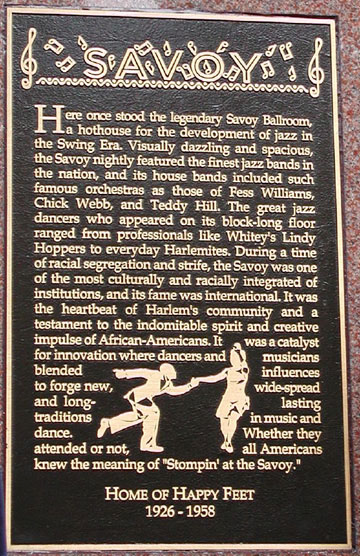 SAVOY
Here once stood the legendary Savoy Ballroom,
a hothouse for the development of jazz in
the Swing Era. Visually dazzling and spacious,
the Savoy nightly featured the finest jazz bands in
the nation, and its house bands included such
famous orchestras as those of Fess Williams,
Chick Webb, and Teddy Hill. The great jazz
dancers who appeared on its block-long floor
ranged from professionals like Whitey's Lindy
Hoppers to everyday Harlemites. During a time
of racial segregation and strife, the Savoy was one
of the most culturally and racially integrated of
institutions, and its fame was international. It was
the heartbeat of Harlem's community and a
testament to the indomitable spirit and creative
impulse of African-Americans. It was a catalyst
for innovation where dancers and musicians
blended influences
to forge new, wide-spread
and long- lasting
traditions in music and
dance. Whether they
attended or not, all Americans
knew the meaning of "Stompin' at the Savoy."
HOME OF HAPPY FEET
1926 - 1958